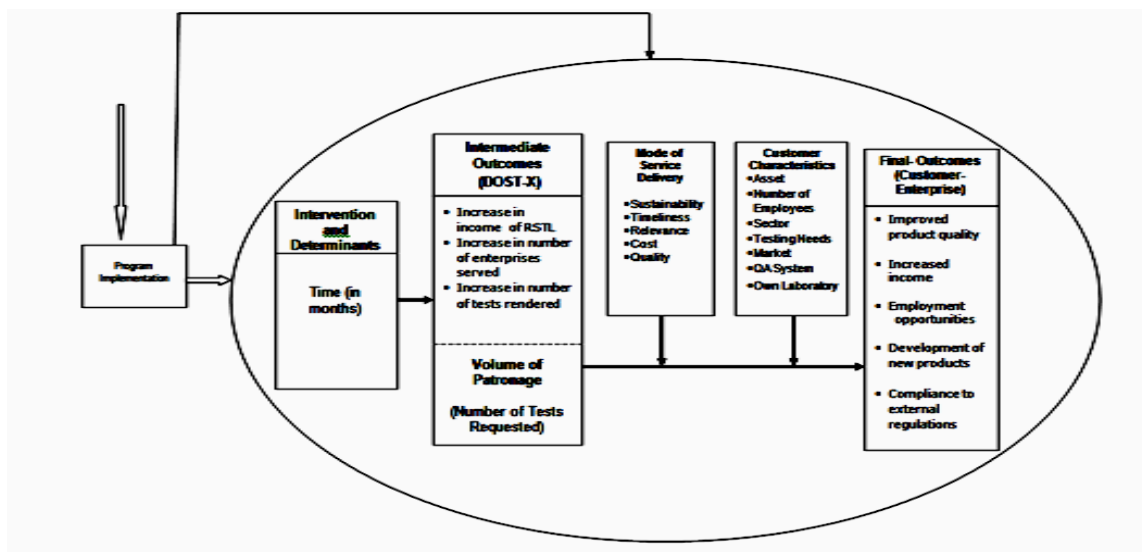 Program
Implementation
Intervention
and
Determinants
Time (in
months)
Intermediate
Outcomes
(DOST-X)
• Increase in
income of RSTL
• Increase in number
of enterprises
served
• Increase in number
of tests rendered
Volume of
Patronage
(Number of Tests
Requested)
Mode of
Service
Delivery
•Sustainability
•Timeliness
•Relevance
•Cost
•Quality
Customer
Characteristics
•Asset
•Number of
Employees
•Sector
•Testing Needs
•Market
•QA System
•Own Laboratory
Final- Outcomes
(Customer-
Enterprise)
• Improved
product quality
• Increased
income
• Employment
opportunities
• Development of
new products
• Compliance to
external
regulations